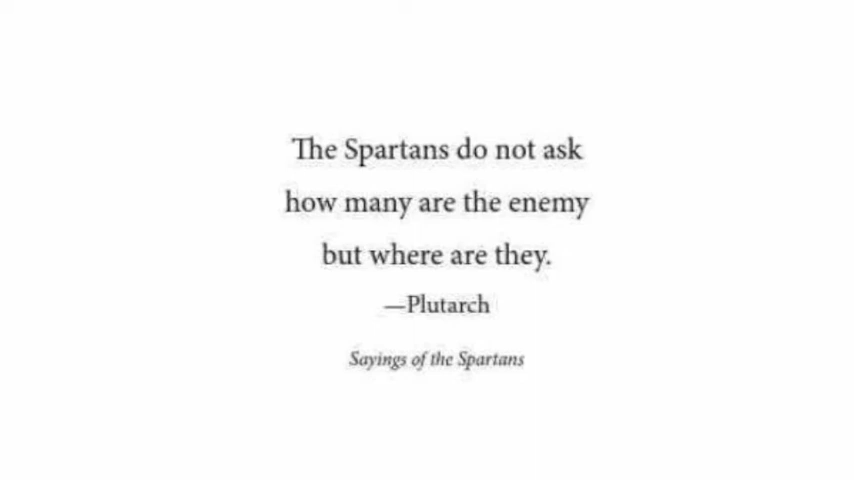 The Spartans do not ask
how many are the enemy
but where are they.
—Plutarch
Sayings of the Spartans